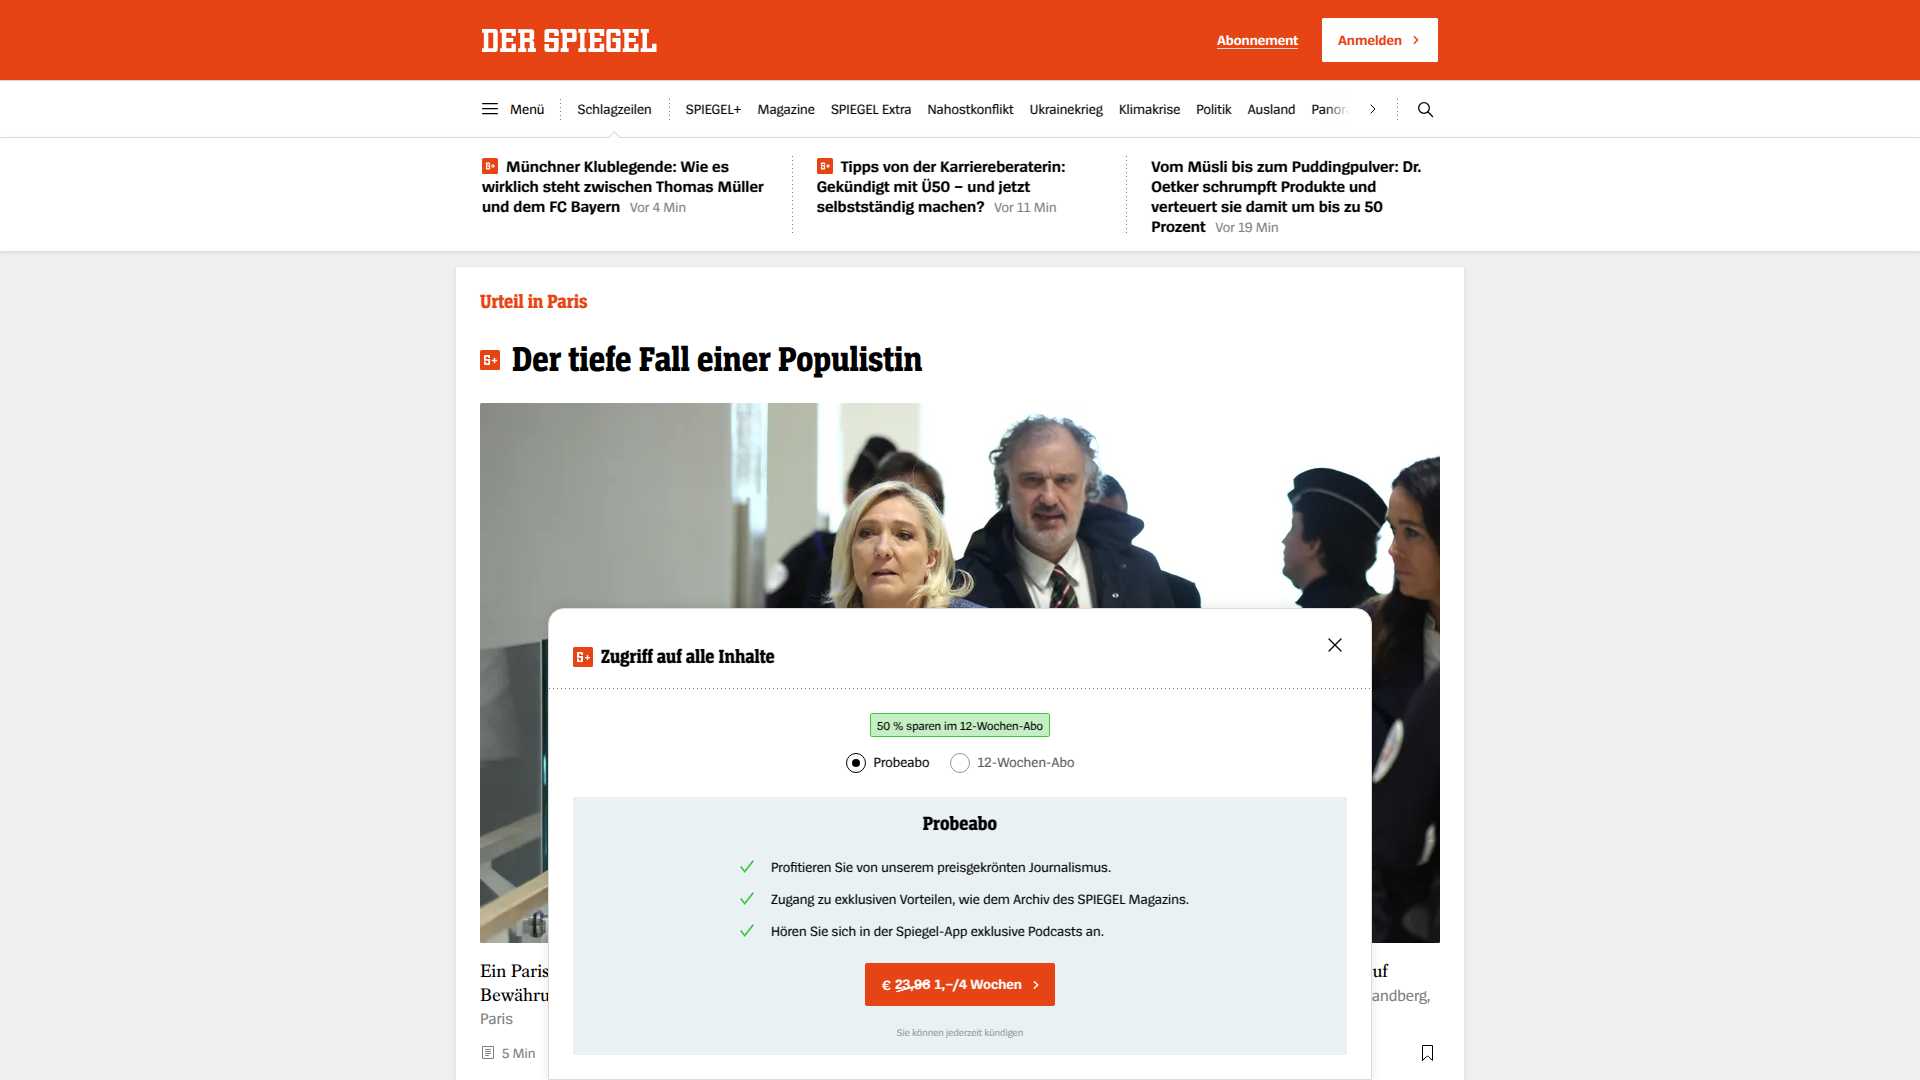 DER SPIEGEL
Abonnement
Anmelden
Menü
Schlagzeilen
SPIEGEL+
Magazine
SPIEGEL Extra
Nahostkonflikt
Ukrainekrieg
Klimakrise
Politik
Ausland
Panor
Münchner Klublegende: Wie es
wirklich steht zwischen Thomas Müller
und dem FC Bayern Vor 4 Min
Tipps von der Karriereberaterin:
Gekündigt mit Ü50 – und jetzt
selbstständig machen? Vor 11 Min
Vom Müsli bis zum Puddingpulver: Dr.
Oetker schrumpft Produkte und
verteuert sie damit um bis zu 50
Prozent Vor 19 Min
Urteil in Paris
Der tiefe Fall einer Populistin
Zugriff auf alle Inhalte
50 % sparen im 12-Wochen-Abo
Probeabo
12-Wochen-Abo
Probeabo
Profitieren Sie von unserem preisgekrönten Journalismus.
Zugang zu exklusiven Vorteilen, wie dem Archiv des SPIEGEL Magazins.
Hören Sie sich in der Spiegel-App exklusive Podcasts an.
€ 23,96 1,–/4 Wochen
Sie können jederzeit kündigen
Ein Paris
uf
Bewähru
andberg,
Paris
5 Min